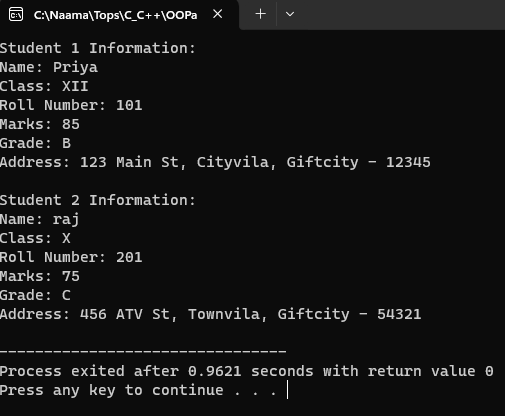 C:\Naama\Tops\C_C++\OOPa
Student 1 Information:
Name: Priya
Class: XII
Roll Number: 101
Marks: 85
Grade: B
Address: 123 Main St, Cityvila, Giftcity - 12345
Student 2 Information:
Name: raj
Class: X
Roll Number: 201
Marks: 75
Grade: C
Address: 456 ATV St, Townvila, Giftcity - 54321
--------------------------------
Process exited after 0.9621 seconds with return value 0
Press any key to continue . . .